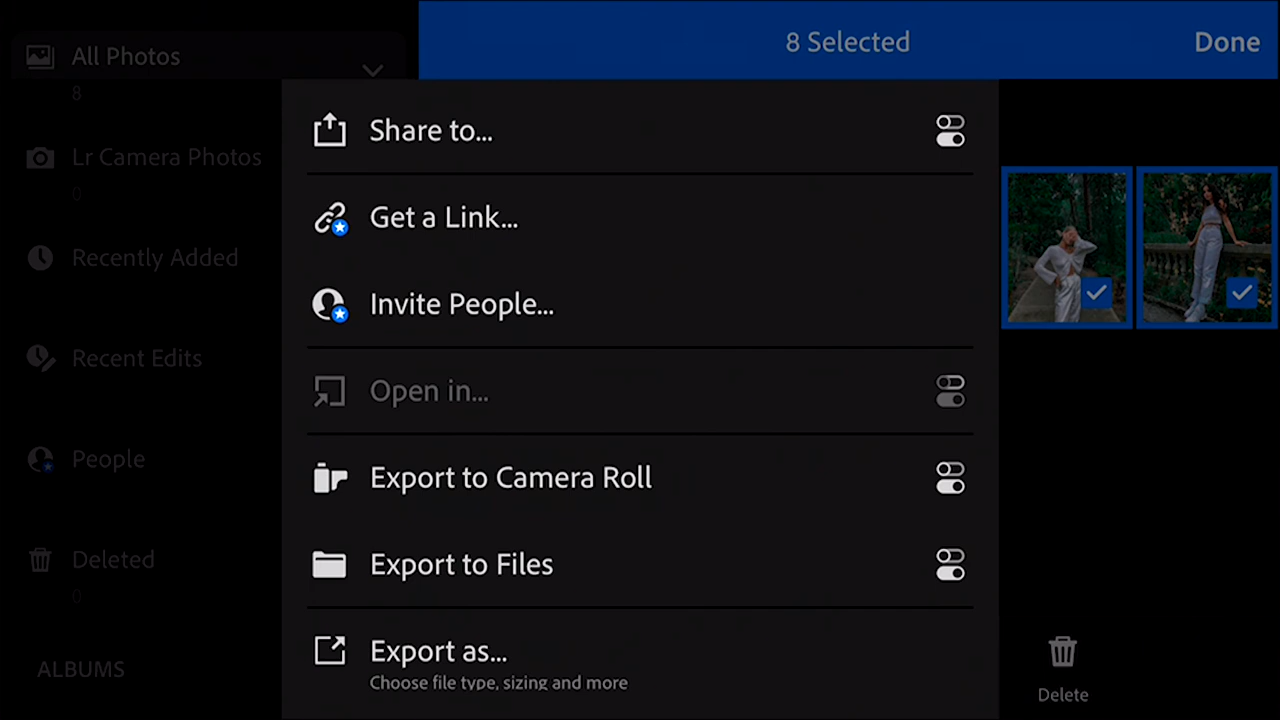 All Photos
8
Lr Camera Photos
0
Recently Added
Recent Edits
People
Deleted
0
ALBUMS
8 Selected
Done
Share to...
Get a Link...
Invite People...
Open in...
Export to Camera Roll
Export to Files
Export as...
Choose file type, sizing and more
Delete